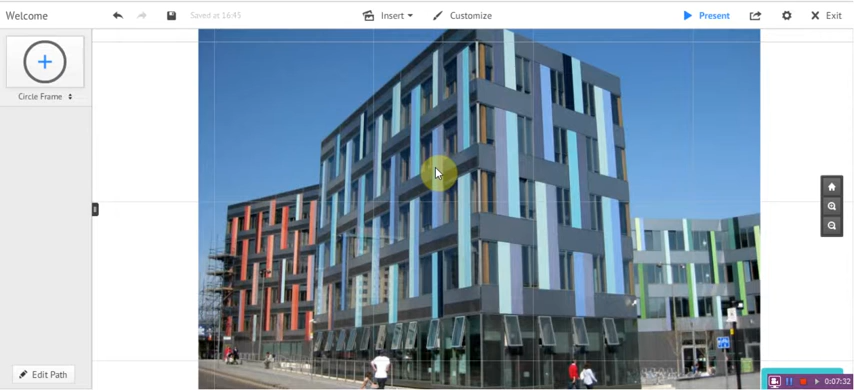 Welcome
Saved at 16:43
Insert
Customize
Present
Exit
Circle Frame
Edit Path
0:07:32